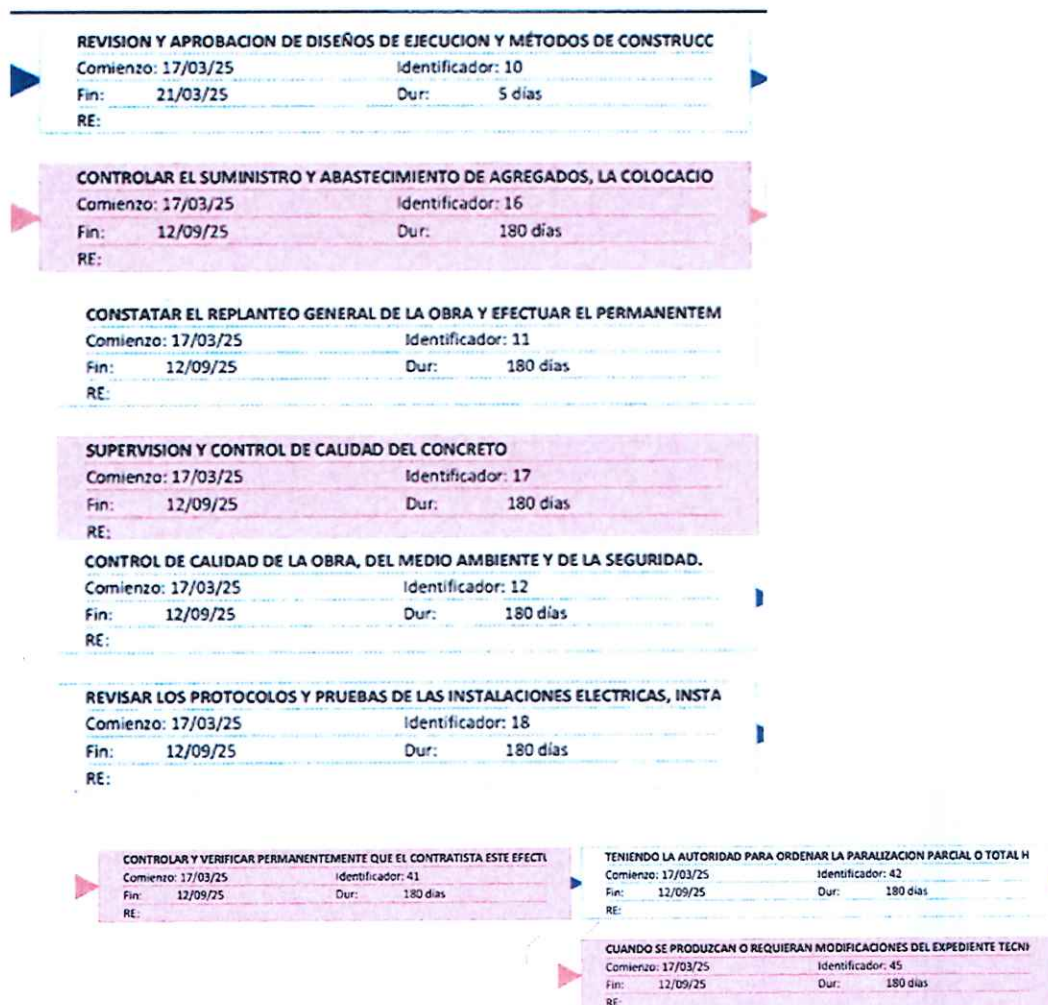 REVISION Y APROBACION DE DISEÑOS DE EJECUCION Y MÉTODOS DE CONSTRUCC
Comienzo: 17/03/25 Identificador: 10
Fin: 21/03/25 Dur: 5 días
RE:
CONTROLAR EL SUMINISTRO Y ABASTECIMIENTO DE AGREGADOS, LA COLOCACIO
Comienzo: 17/03/25 Identificador: 16
Fin: 12/09/25 Dur: 180 días
RE:
CONSTATAR EL REPLANTEO GENERAL DE LA OBRA Y EFECTUAR EL PERMANENTEM
Comienzo: 17/03/25 Identificador: 11
Fin: 12/09/25 Dur: 180 días
RE:
SUPERVISION Y CONTROL DE CALIDAD DEL CONCRETO
Comienzo: 17/03/25 Identificador: 17
Fin: 12/09/25 Dur: 180 días
RE:
CONTROL DE CALIDAD DE LA OBRA, DEL MEDIO AMBIENTE Y DE LA SEGURIDAD.
Comienzo: 17/03/25 Identificador: 12
Fin: 12/09/25 Dur: 180 días
RE:
REVISAR LOS PROTOCOLOS Y PRUEBAS DE LAS INSTALACIONES ELECTRICAS, INSTA
Comienzo: 17/03/25 Identificador: 18
Fin: 12/09/25 Dur: 180 días
RE:
CONTROLAR Y VERIFICAR PERMANENTEMENTE QUE EL CONTRATISTA ESTE EFECTU
Comienzo: 17/03/25 Identificador: 41
Fin: 12/09/25 Dur: 180 días
RE:
TENIENDO LA AUTORIDAD PARA ORDENAR LA PARALIZACION PARCIAL O TOTAL H
Comienzo: 17/03/25 Identificador: 42
Fin: 12/09/25 Dur: 180 días
RE:
CUANDO SE PRODUZCAN O REQUIERAN MODIFICACIONES DEL EXPEDIENTE TECNI
Comienzo: 17/03/25 Identificador: 45
Fin: 12/09/25 Dur: 180 días
RE: